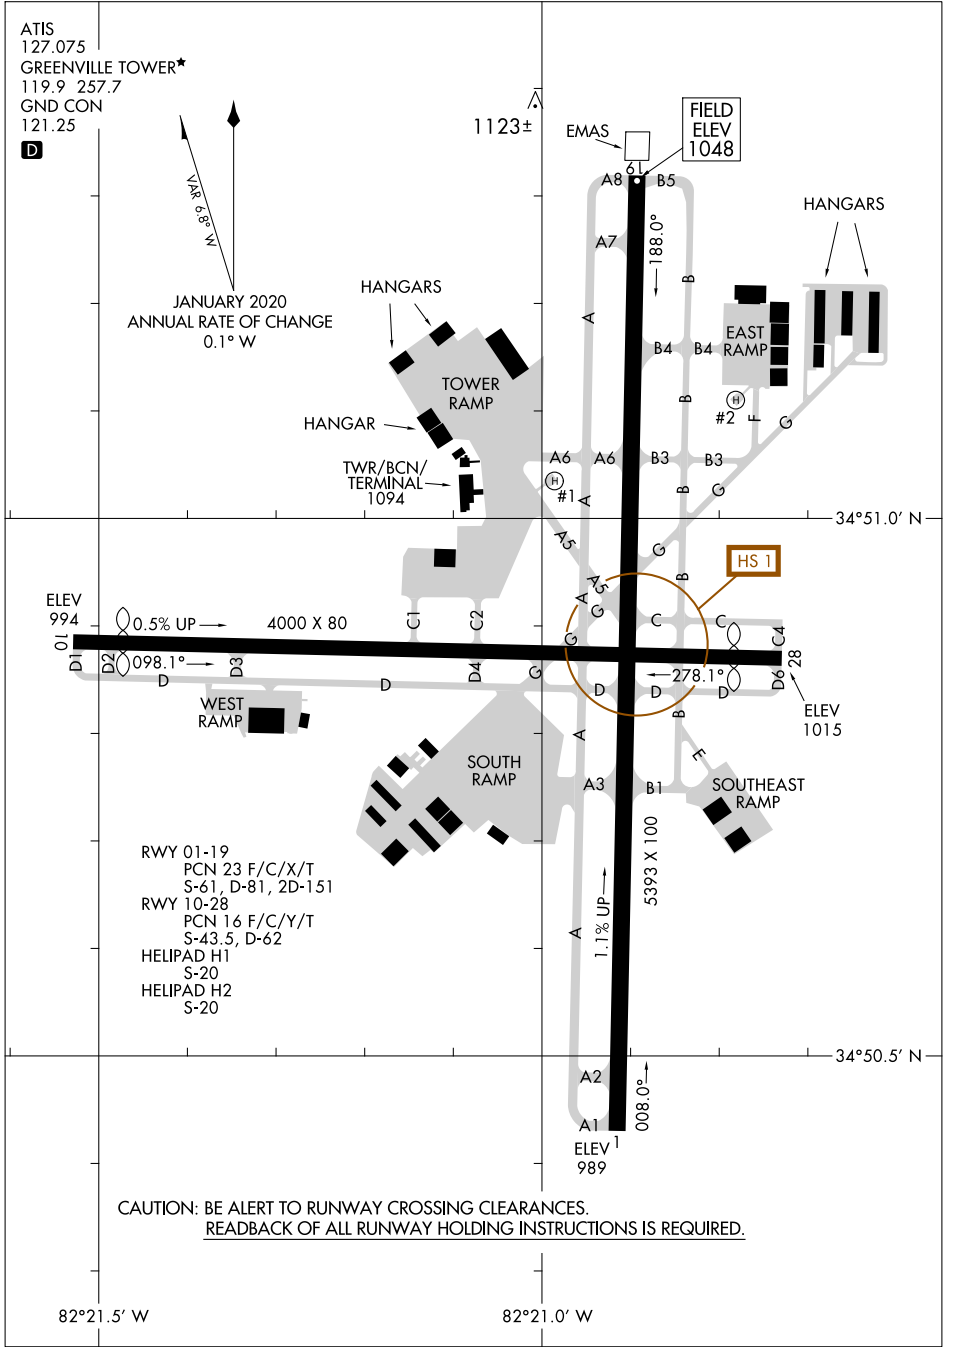 ATIS
127.075
GREENVILLE TOWER★
119.9 257.7
GND CON
121.25
D
VAR 6.8° W
JANUARY 2020
ANNUAL RATE OF CHANGE
0.1° W
1123±
EMAS
FIELD
ELEV
1048
19
A8
B5
A7
188.0°
B
A
HANGARS
HANGARS
EAST
RAMP
B4
B4
TOWER
RAMP
B
H
#2
F
G
HANGAR
A6
A6
B3
B3
TWR/BCN/
TERMINAL
1094
H
#1
A
B
G
34°51.0' N
A5
G
HS 1
A5
B
A
G
ELEV
994
0.5% UP
4000 X 80
C1
C2
C
C
C4
10
G
28
D1
D2
098.1°
D3
D4
G
278.1°
D6
D
D
D
D
D
ELEV
1015
WEST
RAMP
B
A
E
SOUTH
RAMP
A3
B1
SOUTHEAST
RAMP
5393 X 100
RWY 01-19
PCN 23 F/C/X/T
S-61, D-81, 2D-151
RWY 10-28
PCN 16 F/C/Y/T
S-43.5, D-62
HELIPAD H1
S-20
HELIPAD H2
S-20
A
1.1% UP
34°50.5' N
A2
008.0°
A1
1
ELEV
989
CAUTION: BE ALERT TO RUNWAY CROSSING CLEARANCES.
READBACK OF ALL RUNWAY HOLDING INSTRUCTIONS IS REQUIRED.
82°21.5' W
82°21.0' W